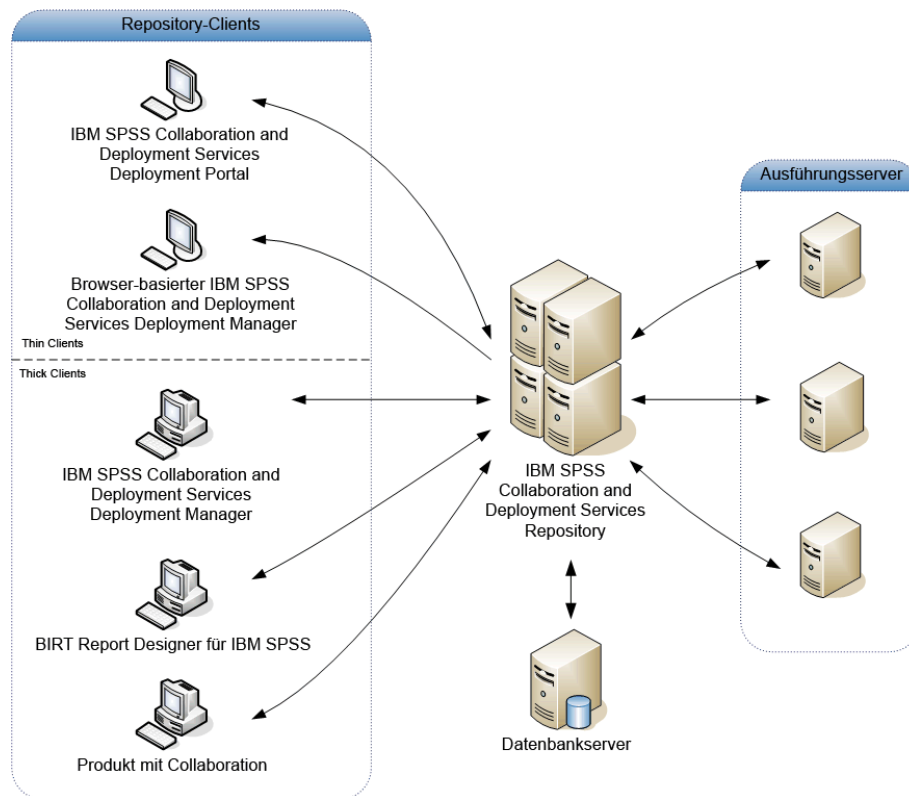 Repository-Clients
IBM SPSS Collaboration and
Deployment Services
Deployment Portal
Browser-basierter IBM SPSS
Collaboration and Deployment
Services Deployment Manager
Thin Clients
Thick Clients
IBM SPSS Collaboration and
Deployment Services
Deployment Manager
BIRT Report Designer für IBM SPSS
Produkt mit Collaboration
IBM SPSS
Collaboration and
Deployment Services
Repository
Datenbankserver
Ausführungsserver